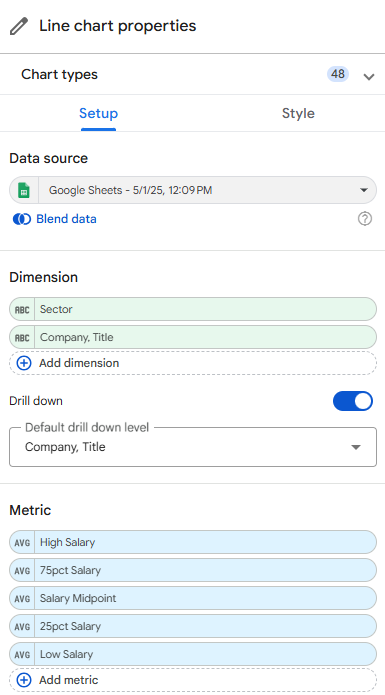 Line chart properties
Chart types 48
Setup Style
Data source
Google Sheets - 5/1/25, 12:09 PM
Blend data
Dimension
ABC Sector
ABC Company, Title
Add dimension
Drill down
Default drill down level
Company, Title
Metric
AVG High Salary
AVG 75pct Salary
AVG Salary Midpoint
AVG 25pct Salary
AVG Low Salary
Add metric